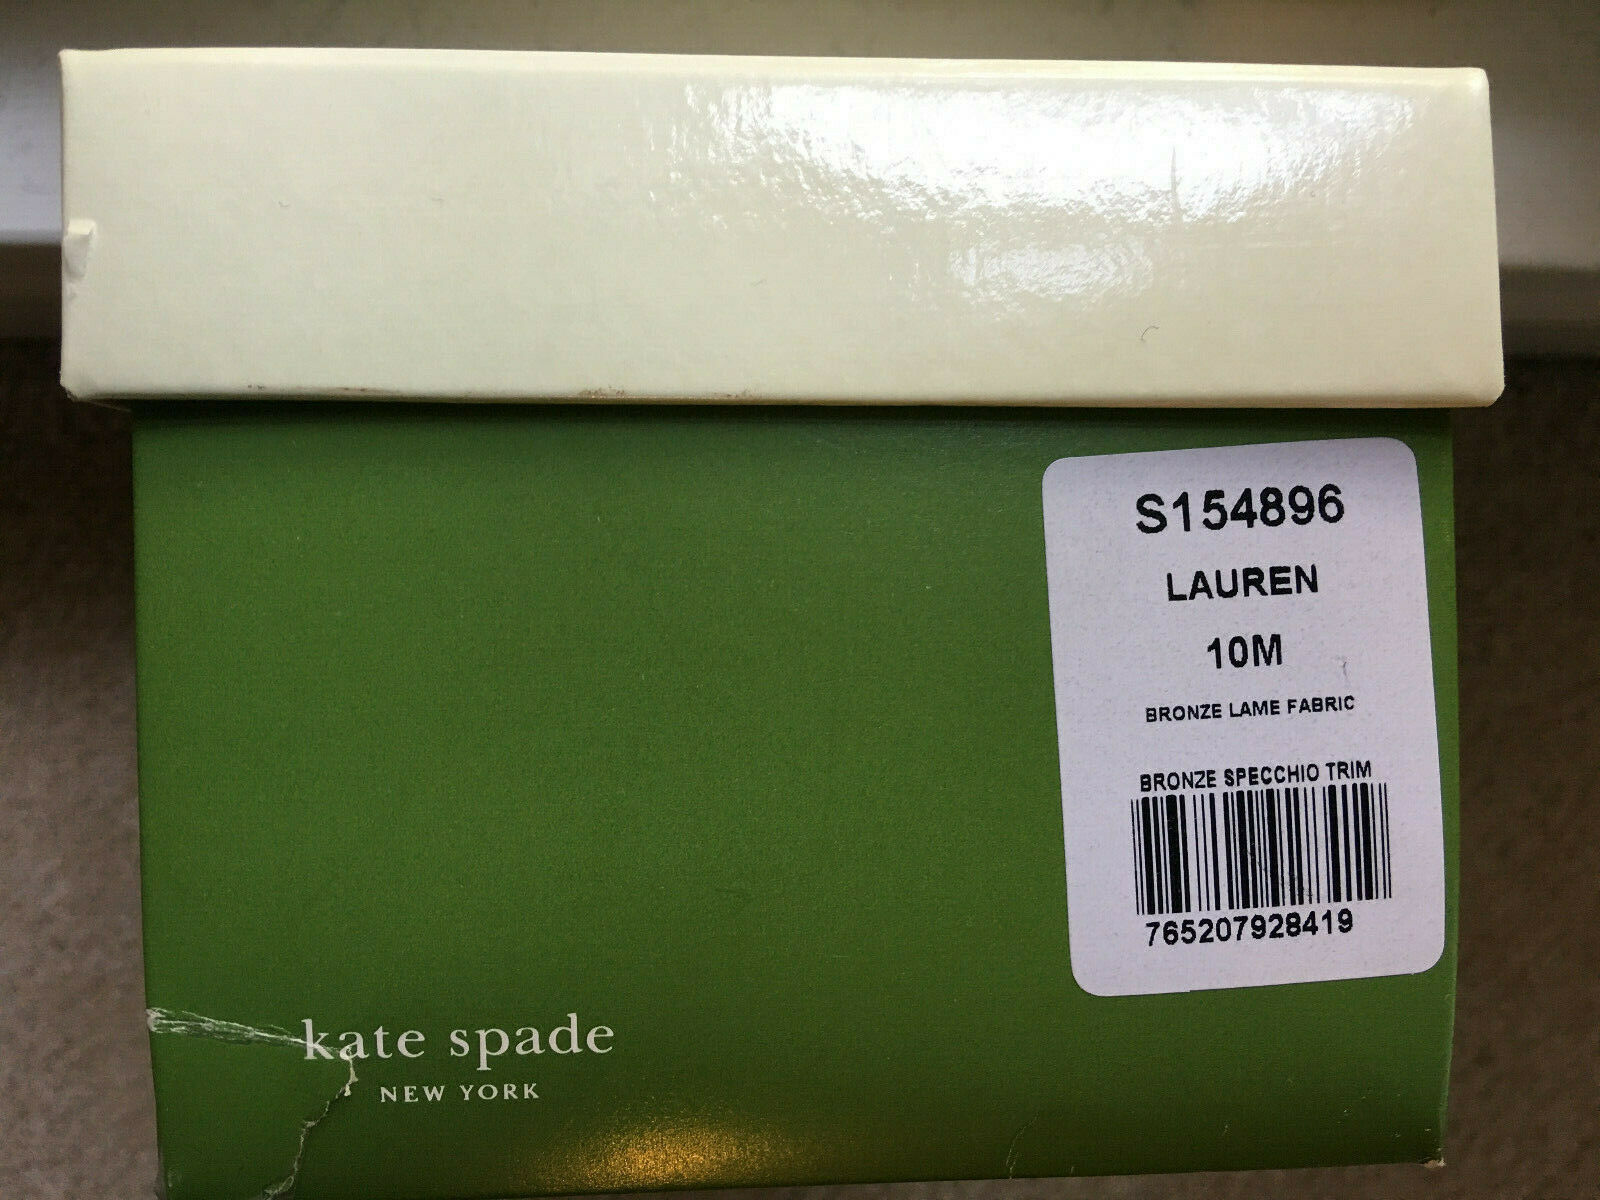 S154896
LAUREN
10M
BRONZE LAME FABRIC
BRONZE SPECCHIO TRIM
765207928419
kate spade
NEW YORK